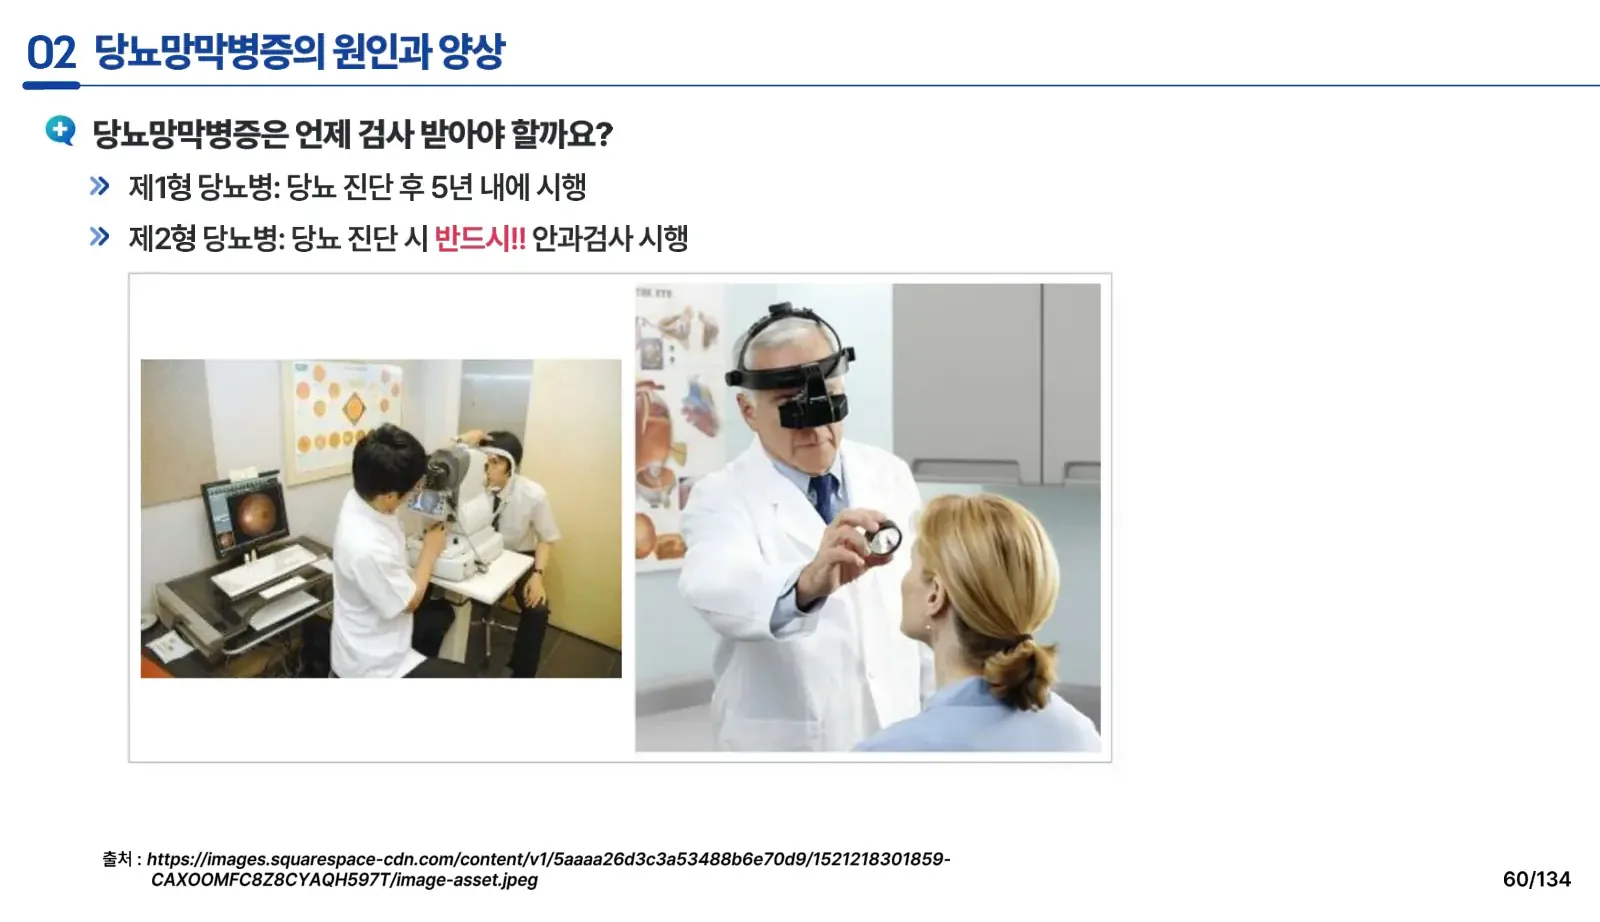 02 당뇨망막병증의 원인과 양상
당뇨망막병증은 언제 검사 받아야 할까요?
제1형 당뇨병: 당뇨 진단 후 5년 내에 시행
제2형 당뇨병: 당뇨 진단 시 반드시!! 안과검사 시행
THE EYE
출처 : https://images.squarespace-cdn.com/content/v1/5aaaa26d3c3a53488b6e70d9/1521218301859-
CAXOOMFC8Z8CYAQH597T/image-asset.jpeg
60/134